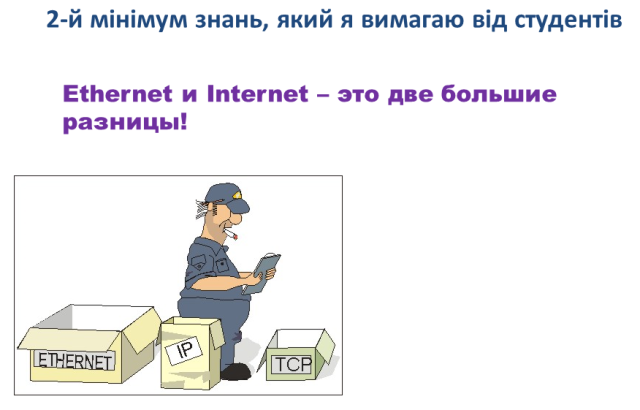 2-й мінімум знань, який я вимагаю від студентів
Ethernet и Internet – это две большие
разницы!
ETHERNET
IP
TCP